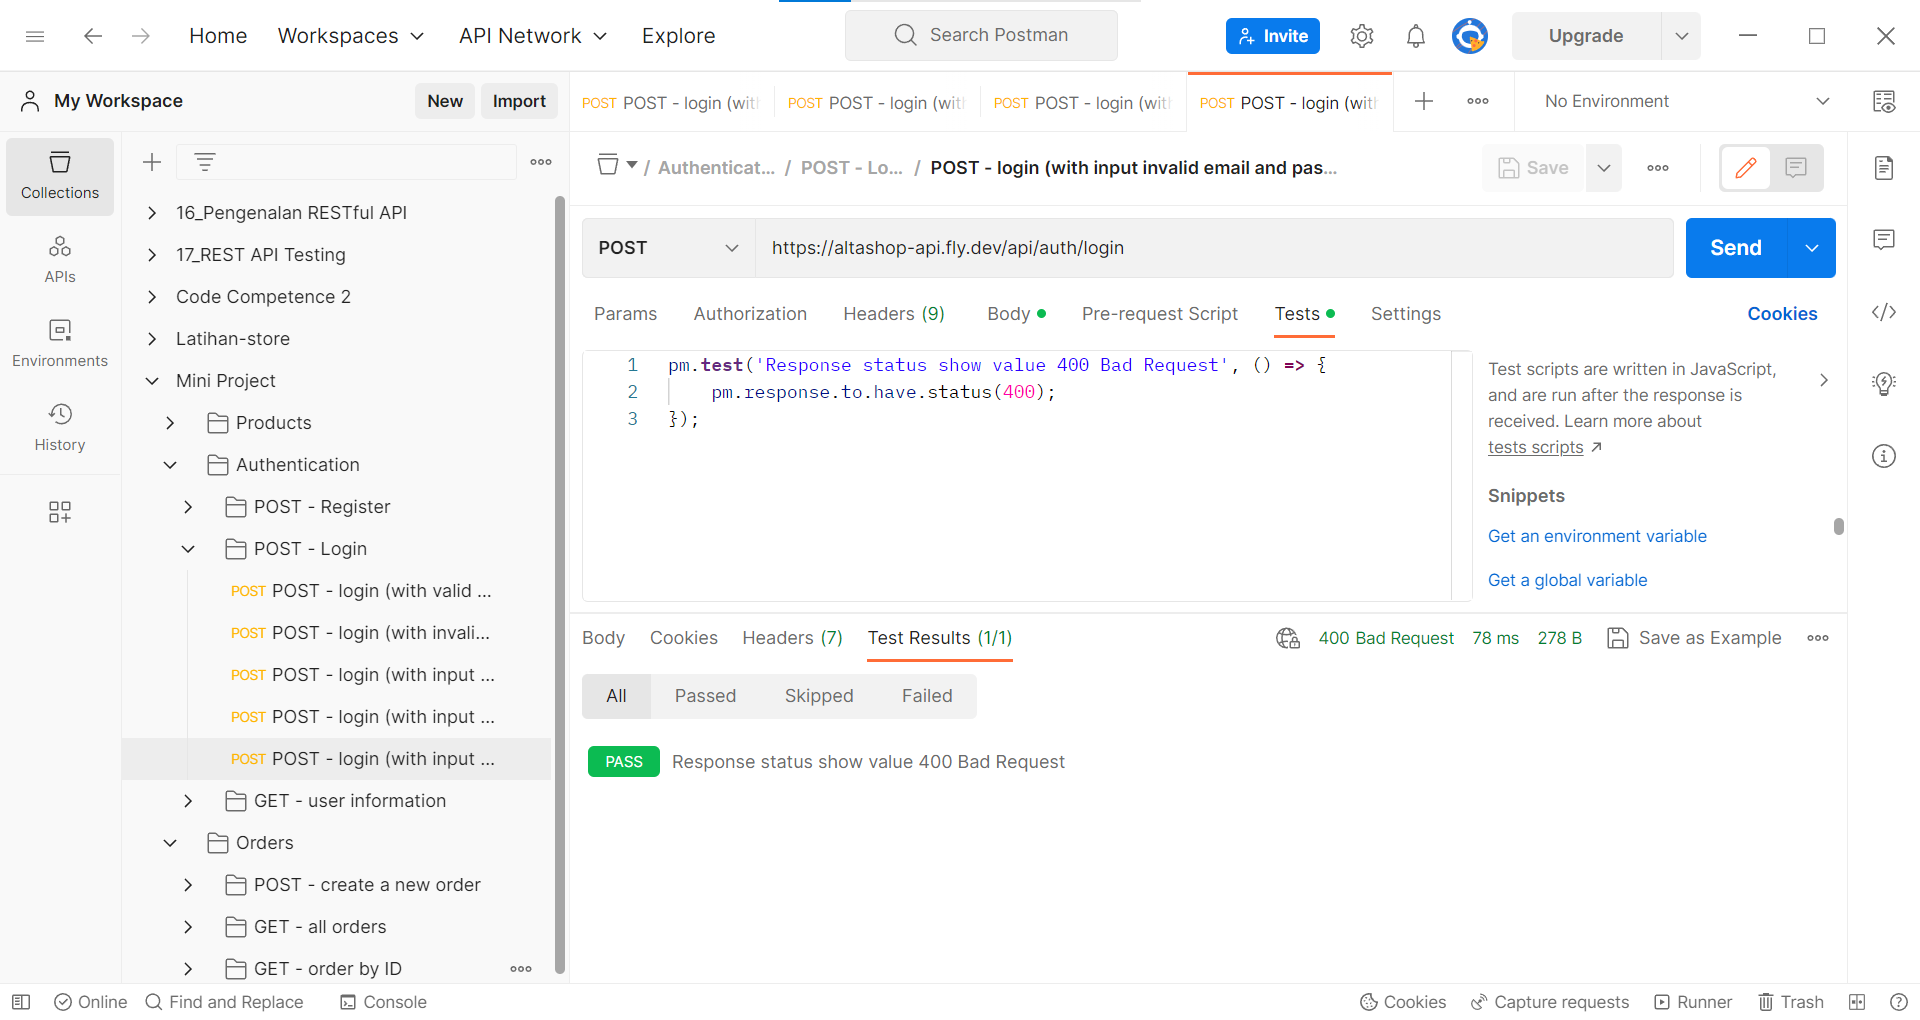 Home
Workspaces
API Network
Explore
Search Postman
Invite
Upgrade
My Workspace
New
Import
POST POST - login (wit
POST POST - login (wit
POST POST - login (wit
POST POST - login (wit
No Environment
Collections
APIs
Environments
History
16_Pengenalan RESTful API
17_REST API Testing
Code Competence 2
Latihan-store
Mini Project
Products
Authentication
POST - Register
POST - Login
POST POST - login (with valid ...
POST POST - login (with invali...
POST POST - login (with input ...
POST POST - login (with input ...
POST POST - login (with input ...
GET - user information
Orders
POST - create a new order
GET - all orders
GET - order by ID
/ Authenticat... / POST - Lo... / POST - login (with input invalid email and pas...
Save
POST
https://altashop-api.fly.dev/api/auth/login
Send
Params
Authorization
Headers (9)
Body
Pre-request Script
Tests
Settings
Cookies
1 pm.test('Response status show value 400 Bad Request', () => {
2 pm.response.to.have.status(400);
3 });
Test scripts are written in JavaScript,
and are run after the response is
received. Learn more about
tests scripts ↗
Snippets
Get an environment variable
Get a global variable
Body
Cookies
Headers (7)
Test Results (1/1)
400 Bad Request
78 ms
278 B
Save as Example
All
Passed
Skipped
Failed
PASS Response status show value 400 Bad Request
Online
Find and Replace
Console
Cookies
Capture requests
Runner
Trash